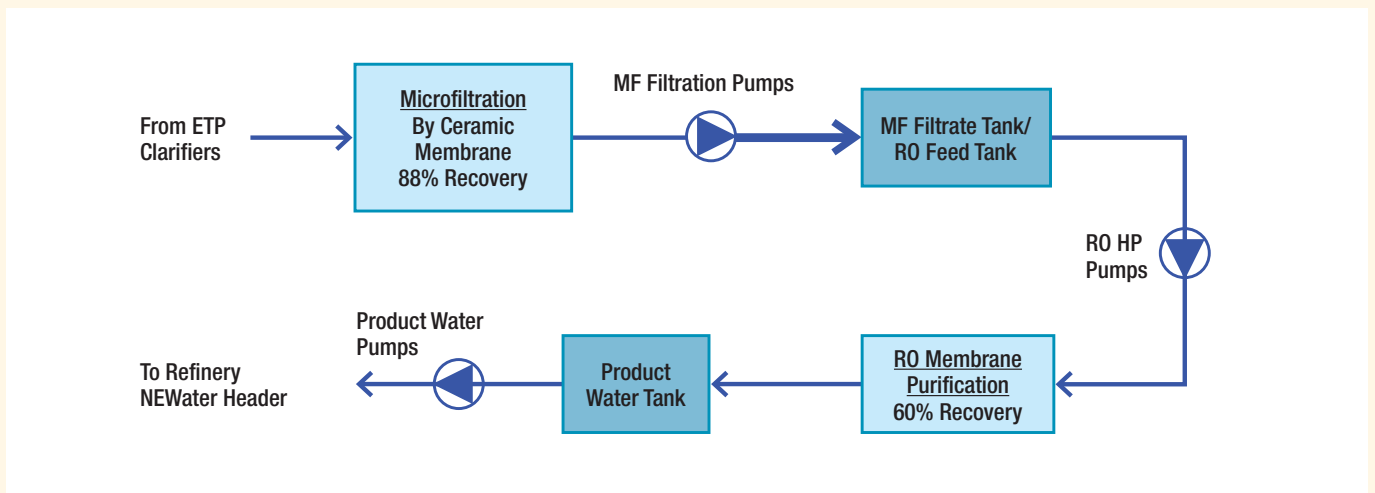 From ETP
Clarifiers
Microfiltration
By Ceramic
Membrane
88% Recovery
MF Filtration Pumps
MF Filtrate Tank/
RO Feed Tank
RO HP
Pumps
RO Membrane
Purification
60% Recovery
Product
Water Tank
Product Water
Pumps
To Refinery
NEWater Header